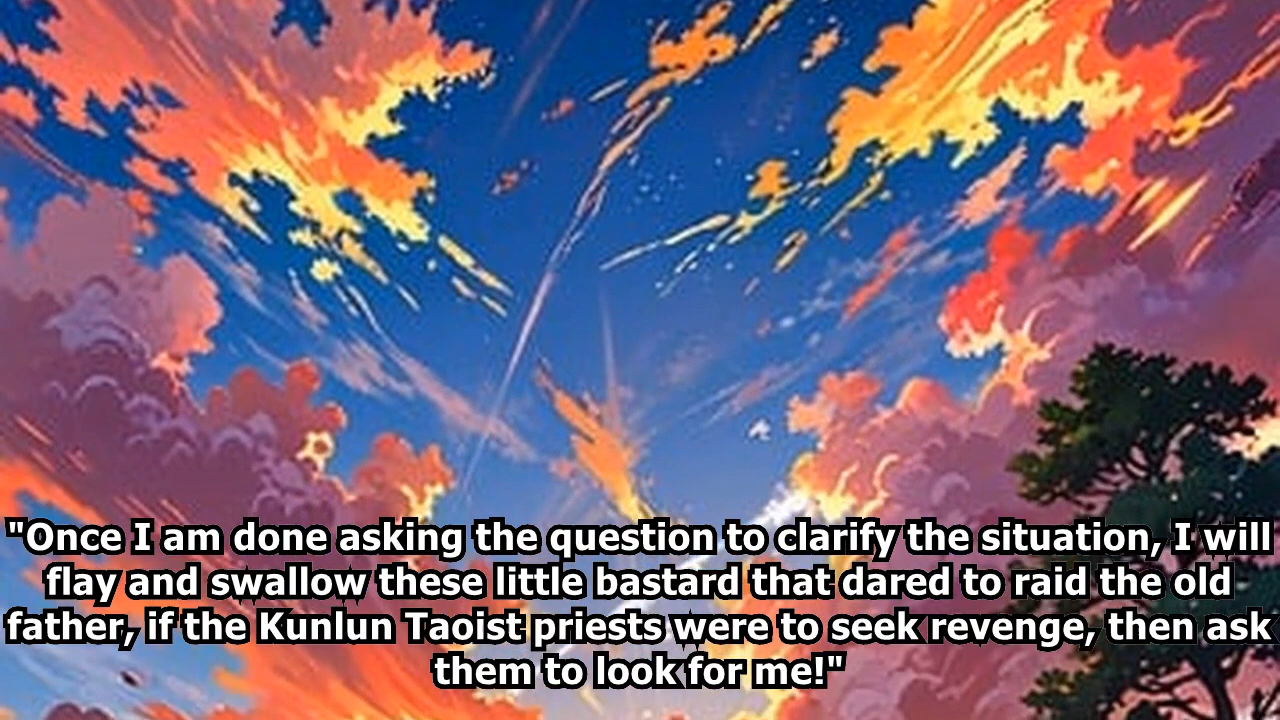 "Once I am done asking the question to clarify the situation, I will
flay and swallow these little bastard that dared to raid the old
father, if the Kunlun Taoist priests were to seek revenge, then ask
them to look for me!"